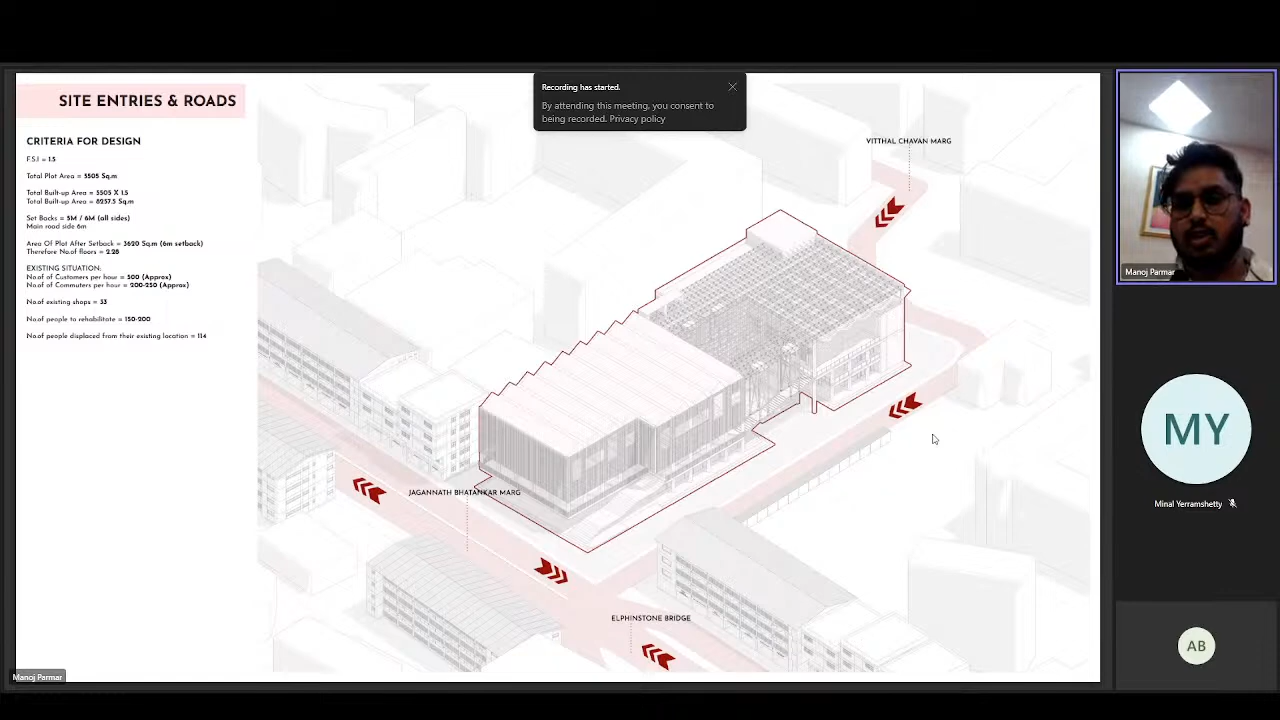 SITE ENTRIES & ROADS
CRITERIA FOR DESIGN
F.S.I = 1.5
Total Plot Area = 5505 Sq.m
Total Built-up Area = 5505 X 1.5
Total Built-up Area = 8257.5 Sq.m
Set Backs = 3M / 6M (all sides)
Main road side 6m
Area Of Plot After Setback = 3620 Sq.m (6m setback)
Therefore No.of floors = 2.28
EXISTING SITUATION:
No.of of Customers per hour = 500 (Approx)
No.of of Commuters per hour = 200-250 (Approx)
No.of existing shops = 33
No.of people to rehabilitate = 150-200
No.of people displaced from their existing location = 114
Recording has started.
By attending this meeting, you consent to
being recorded. Privacy policy
VITTHAL CHAVAN MARG
JAGANNATH BHATANKAR MARG
ELPHINSTONE BRIDGE
Manoj Parmar
Manoj Parmar
MY
Minal Yerramshetty
AB